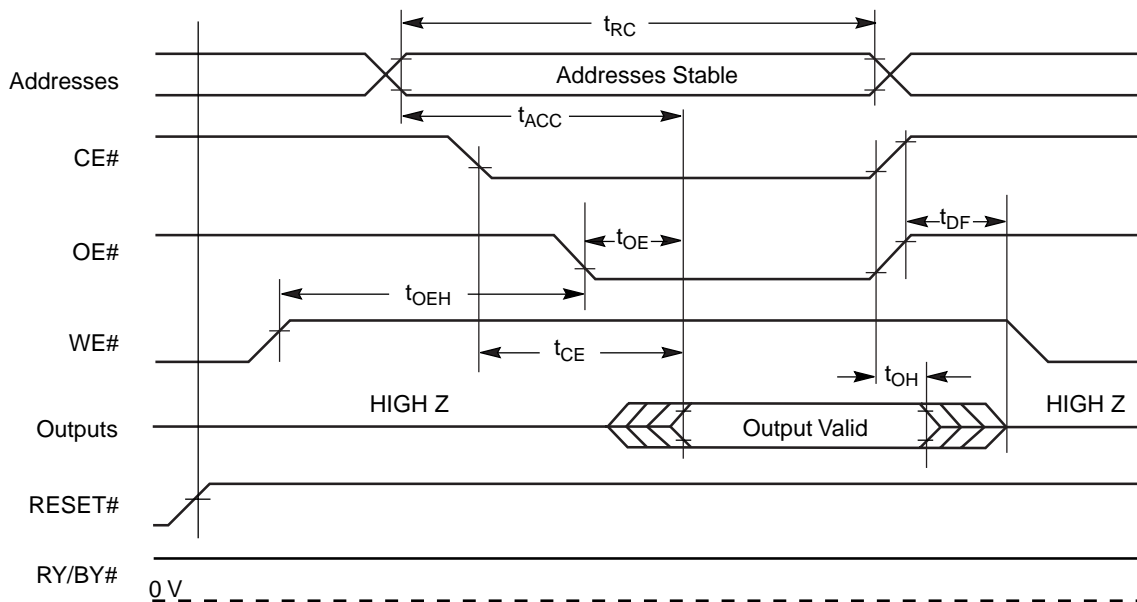 tRC
Addresses
Addresses Stable
tACC
CE#
tDF
OE#
tOE
tOEH
WE#
tCE
tOH
HIGH Z
HIGH Z
Outputs
Output Valid
RESET#
RY/BY#
0 V